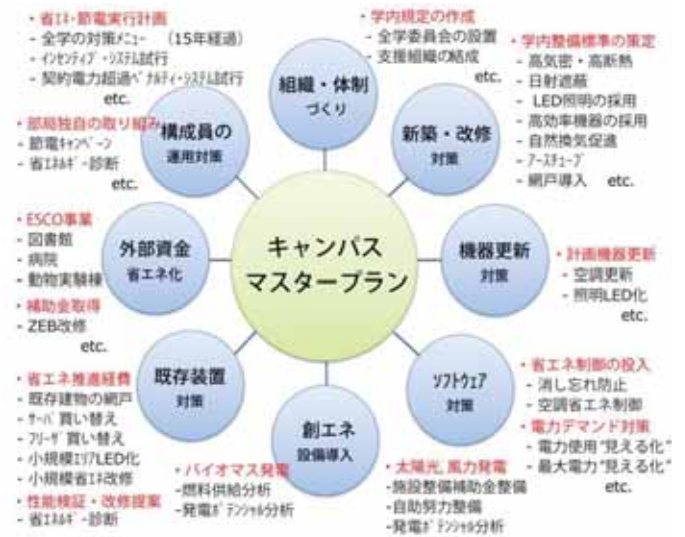 ・省エネ・節電実行計画
- 全学の対策メニュー （15年経過）
- インセンティブ・システム試行
- 契約電力超過ペナルティ・システム試行
etc.
・部局独自の取り組み
- 節電キャンペーン
- 省エネルギー診断
etc.
構成員の
運用対策
組織・体制
づくり
・学内規定の作成
- 全学委員会の設置
- 支援組織の結成
etc.
新築・改修
対策
・学内整備標準の策定
- 高気密・高断熱
- 日射遮蔽
- LED照明の採用
- 高効率機器の採用
- 自然換気促進
- アースチューブ
- 網戸導入 etc.
・ESCO事業
- 図書館
- 病院
- 動物実験棟
・補助金取得
- ZEB改修
etc.
外部資金
省エネ化
キャンパス
マスタープラン
機器更新
対策
・計画機器更新
- 空調更新
- 照明LED化
etc.
・省エネ推進経費
- 既存建物の網戸
- サーバ買い替え
- フリーザ買い替え
- 小規模エリアLED化
- 小規模省エネ改修
・性能検証・改修提案
- 省エネルギー診断
既存装置
対策
創エネ
設備導入
・バイオマス発電
-燃料供給分析
-発電ポテンシャル分析
・太陽光, 風力発電
-施設整備補助金整備
-自助努力整備
-発電ポテンシャル分析
ソフトウェア
対策
・省エネ制御の投入
- 消し忘れ防止
- 空調省エネ制御
・電力デマンド対策
- 電力使用“見える化”
- 最大電力“見える化”
etc.